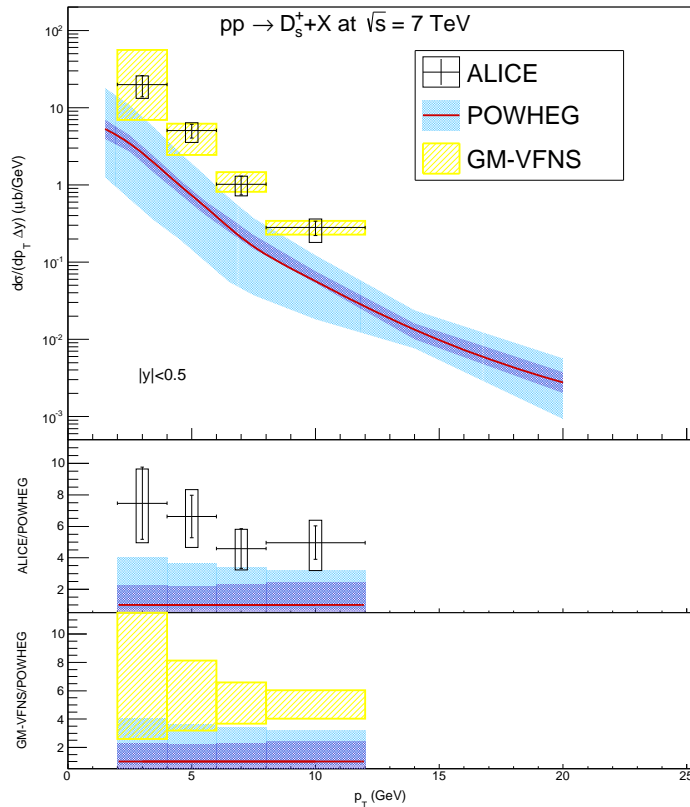 pp → D_s^+ +X at √s = 7 TeV
ALICE
POWHEG
GM-VFNS
dσ/(dp_T Δy) (μb/GeV)
10^2
10
1
10^-1
10^-2
10^-3
|y|<0.5
ALICE/POWHEG
10
8
6
4
2
GM-VFNS/POWHEG
10
8
6
4
2
0 5 10 15 20 25
p_T (GeV)